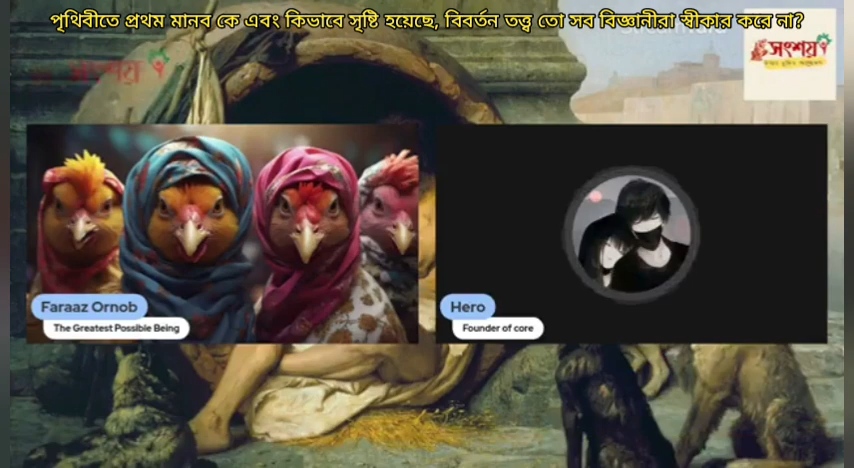 পৃথিবীতে প্রথম মানব কে এবং কিভাবে সৃষ্টি হয়েছে, বিবর্তন তত্ত্ব তো সব বিজ্ঞানীরা স্বীকার করে না?
সংশয়
সংশয়
Faraaz Ornob
The Greatest Possible Being
Hero
Founder of core